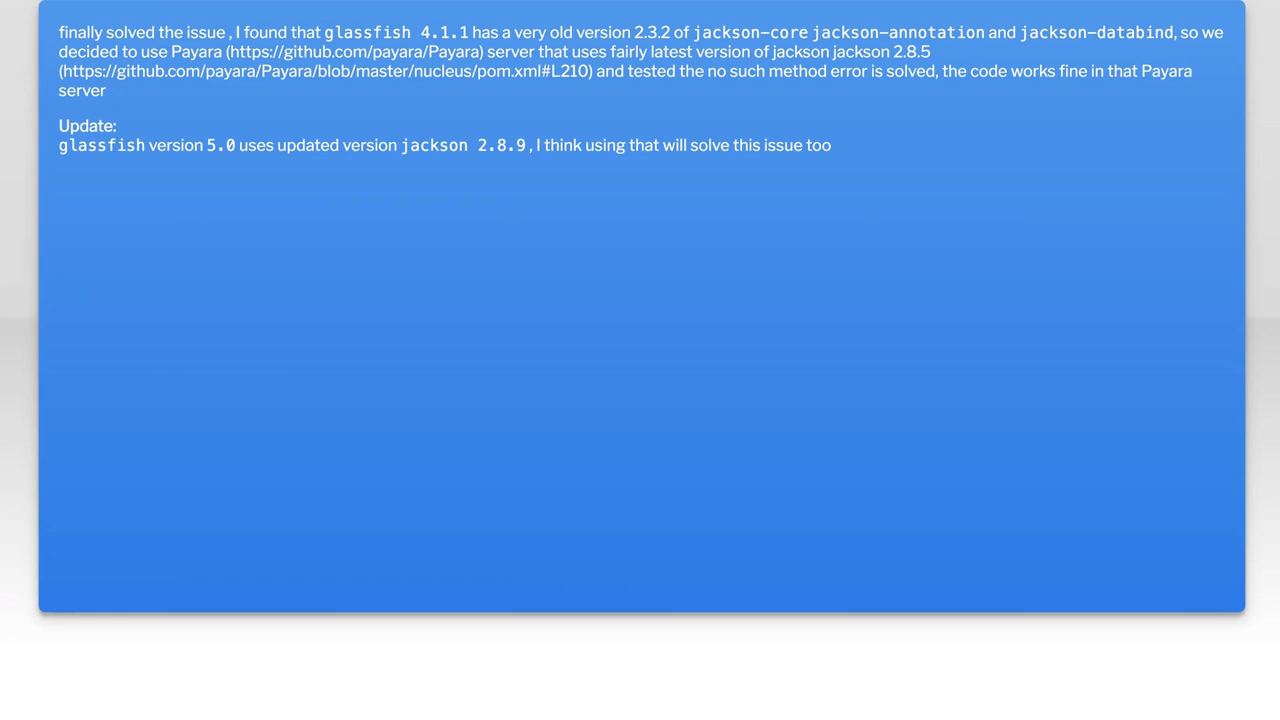 finally solved the issue , I found that glassfish 4.1.1 has a very old version 2.3.2 of jackson-core jackson-annotation and jackson-databind, so we
decided to use Payara (https://github.com/payara/Payara) server that uses fairly latest version of jackson jackson 2.8.5
(https://github.com/payara/Payara/blob/master/nucleus/pom.xml#L210) and tested the no such method error is solved, the code works fine in that Payara
server
Update:
glassfish version 5.0 uses updated version jackson 2.8.9 , I think using that will solve this issue too